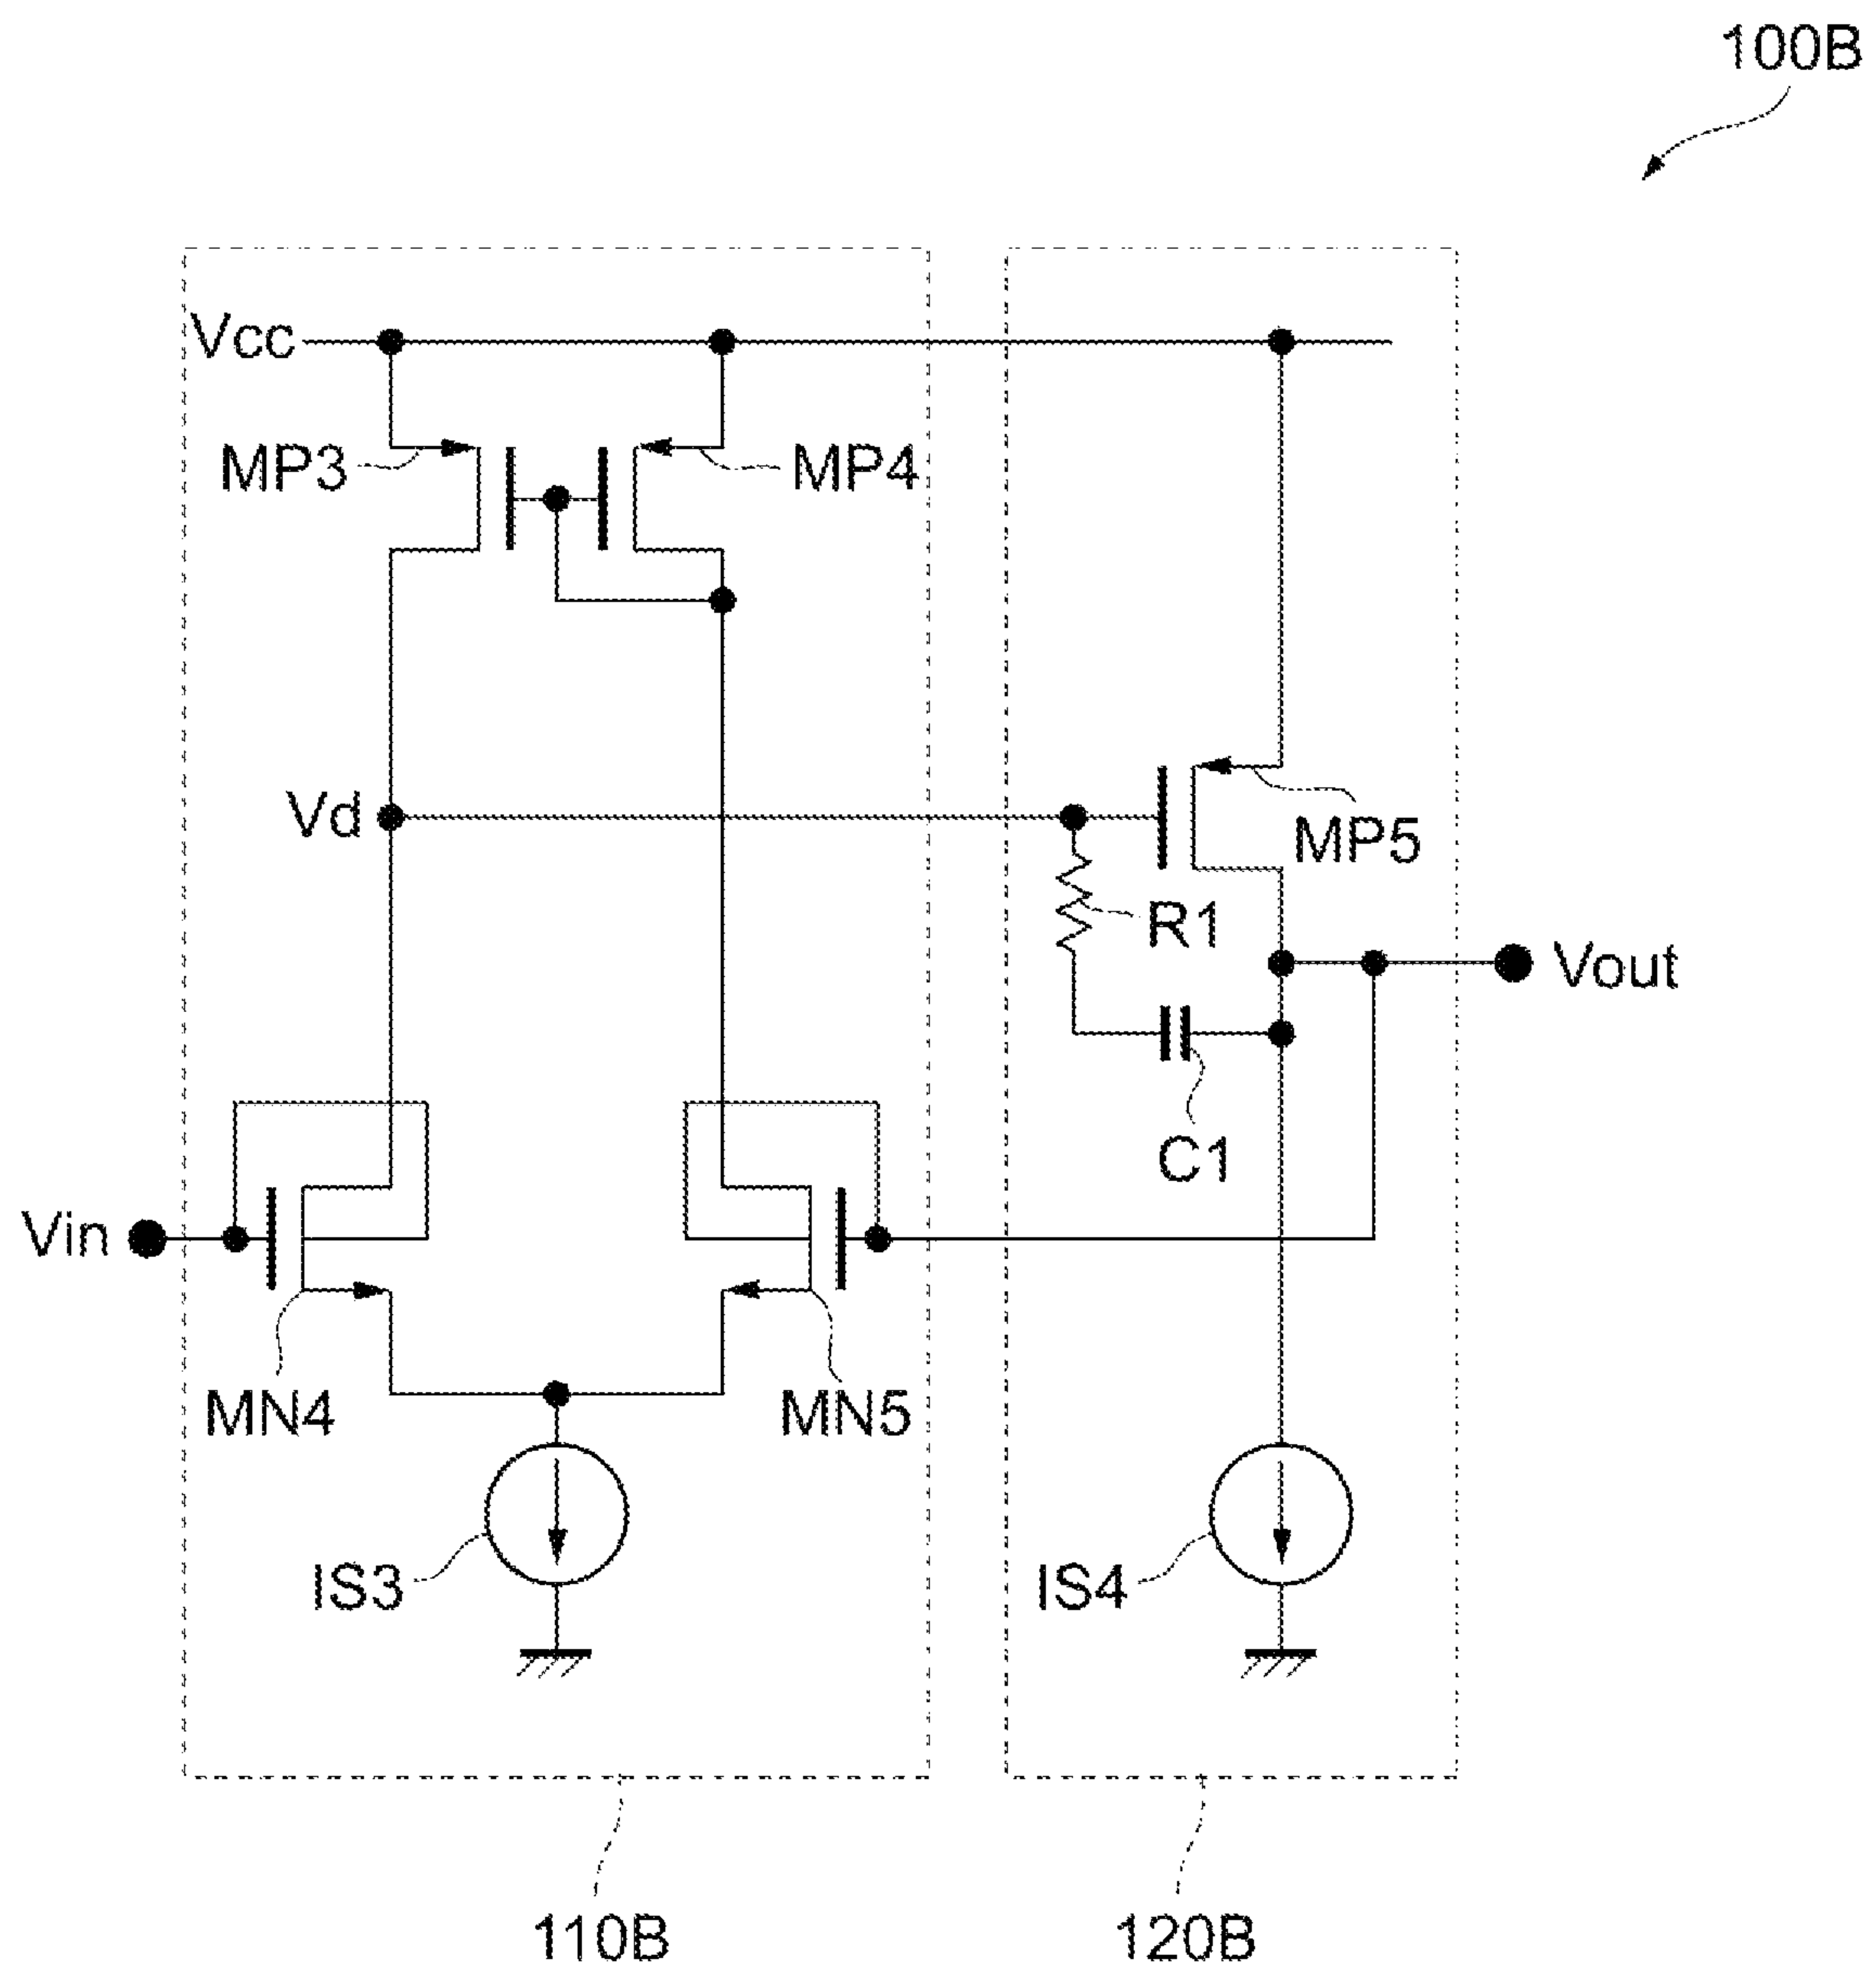 100B
Vcc
MP3
MP4
Vd
MP5
R1
Vout
C1
Vin
MN4
MN5
IS3
IS4
110B
120B